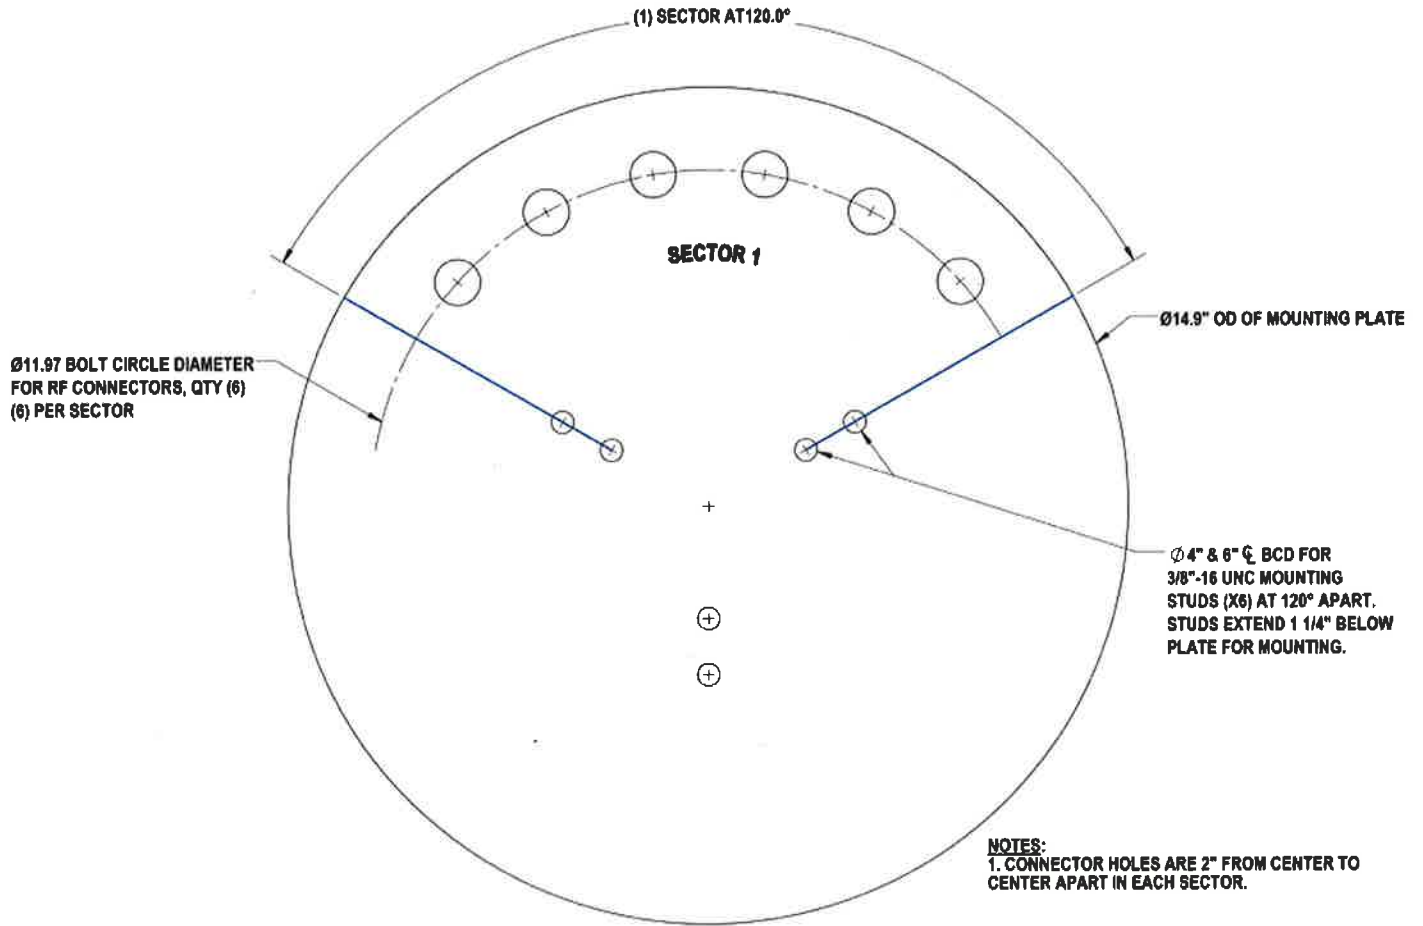 (1) SECTOR AT120.0°
SECTOR 1
Ø14.9" OD OF MOUNTING PLATE
Ø11.97 BOLT CIRCLE DIAMETER
FOR RF CONNECTORS, QTY (6)
(6) PER SECTOR
∅4" & 6" ℄ BCD FOR
3/8"-16 UNC MOUNTING
STUDS (X6) AT 120° APART.
STUDS EXTEND 1 1/4" BELOW
PLATE FOR MOUNTING.
NOTES:
1. CONNECTOR HOLES ARE 2" FROM CENTER TO
CENTER APART IN EACH SECTOR.